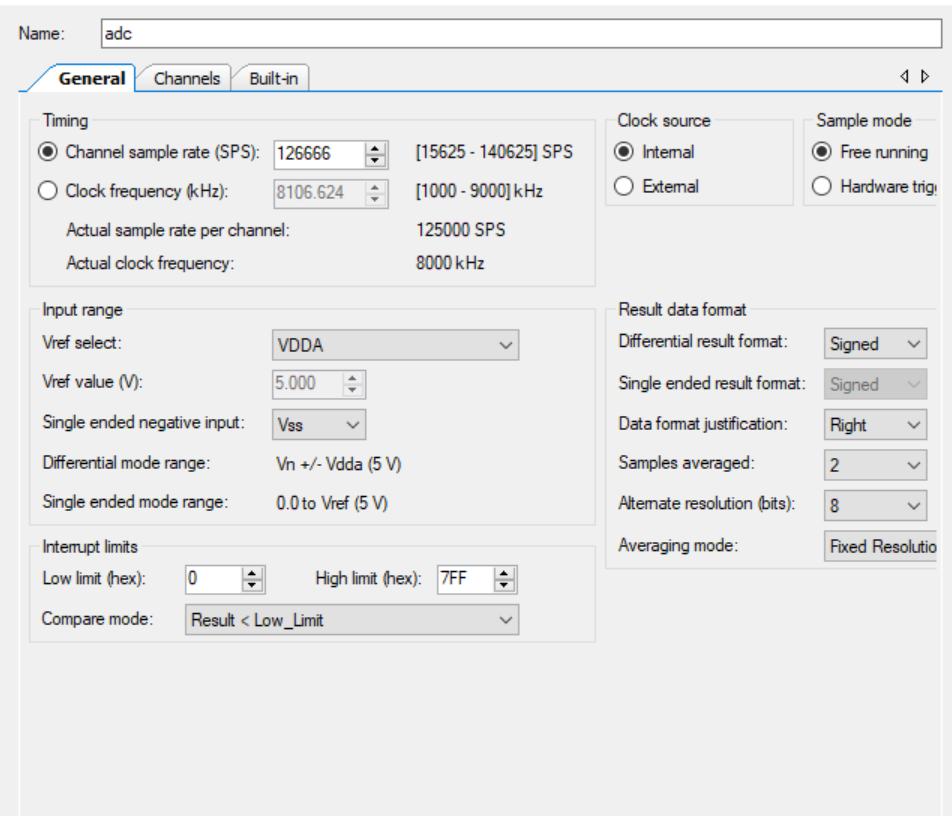 Name: adc
General Channels Built-in
Timing
Channel sample rate (SPS): 126666 [15625 - 140625] SPS
Clock frequency (kHz): 8106.624 [1000 - 9000] kHz
Actual sample rate per channel: 125000 SPS
Actual clock frequency: 8000 kHz
Clock source
Internal
External
Sample mode
Free running
Hardware trig
Input range
Vref select: VDDA
Vref value (V): 5.000
Single ended negative input: Vss
Differential mode range: Vn +/- Vdda (5 V)
Single ended mode range: 0.0 to Vref (5 V)
Result data format
Differential result format: Signed
Single ended result format: Signed
Data format justification: Right
Samples averaged: 2
Alternate resolution (bits): 8
Averaging mode: Fixed Resolutio
Interrupt limits
Low limit (hex): 0 High limit (hex): 7FF
Compare mode: Result < Low_Limit